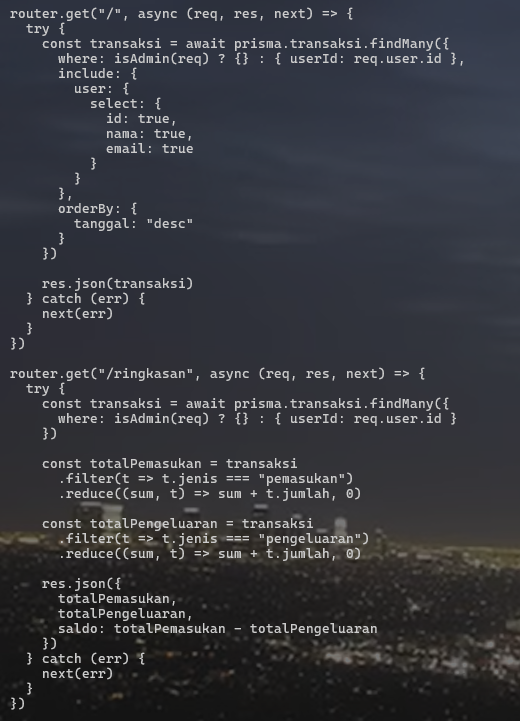 router.get("/", async (req, res, next) => {
  try {
    const transaksi = await prisma.transaksi.findMany({
      where: isAdmin(req) ? {} : { userId: req.user.id },
      include: {
        user: {
          select: {
            id: true,
            nama: true,
            email: true
          }
        }
      },
      orderBy: {
        tanggal: "desc"
      }
    })

    res.json(transaksi)
  } catch (err) {
    next(err)
  }
})

router.get("/ringkasan", async (req, res, next) => {
  try {
    const transaksi = await prisma.transaksi.findMany({
      where: isAdmin(req) ? {} : { userId: req.user.id }
    })

    const totalPemasukan = transaksi
      .filter(t => t.jenis === "pemasukan")
      .reduce((sum, t) => sum + t.jumlah, 0)

    const totalPengeluaran = transaksi
      .filter(t => t.jenis === "pengeluaran")
      .reduce((sum, t) => sum + t.jumlah, 0)

    res.json({
      totalPemasukan,
      totalPengeluaran,
      saldo: totalPemasukan - totalPengeluaran
    })
  } catch (err) {
    next(err)
  }
})